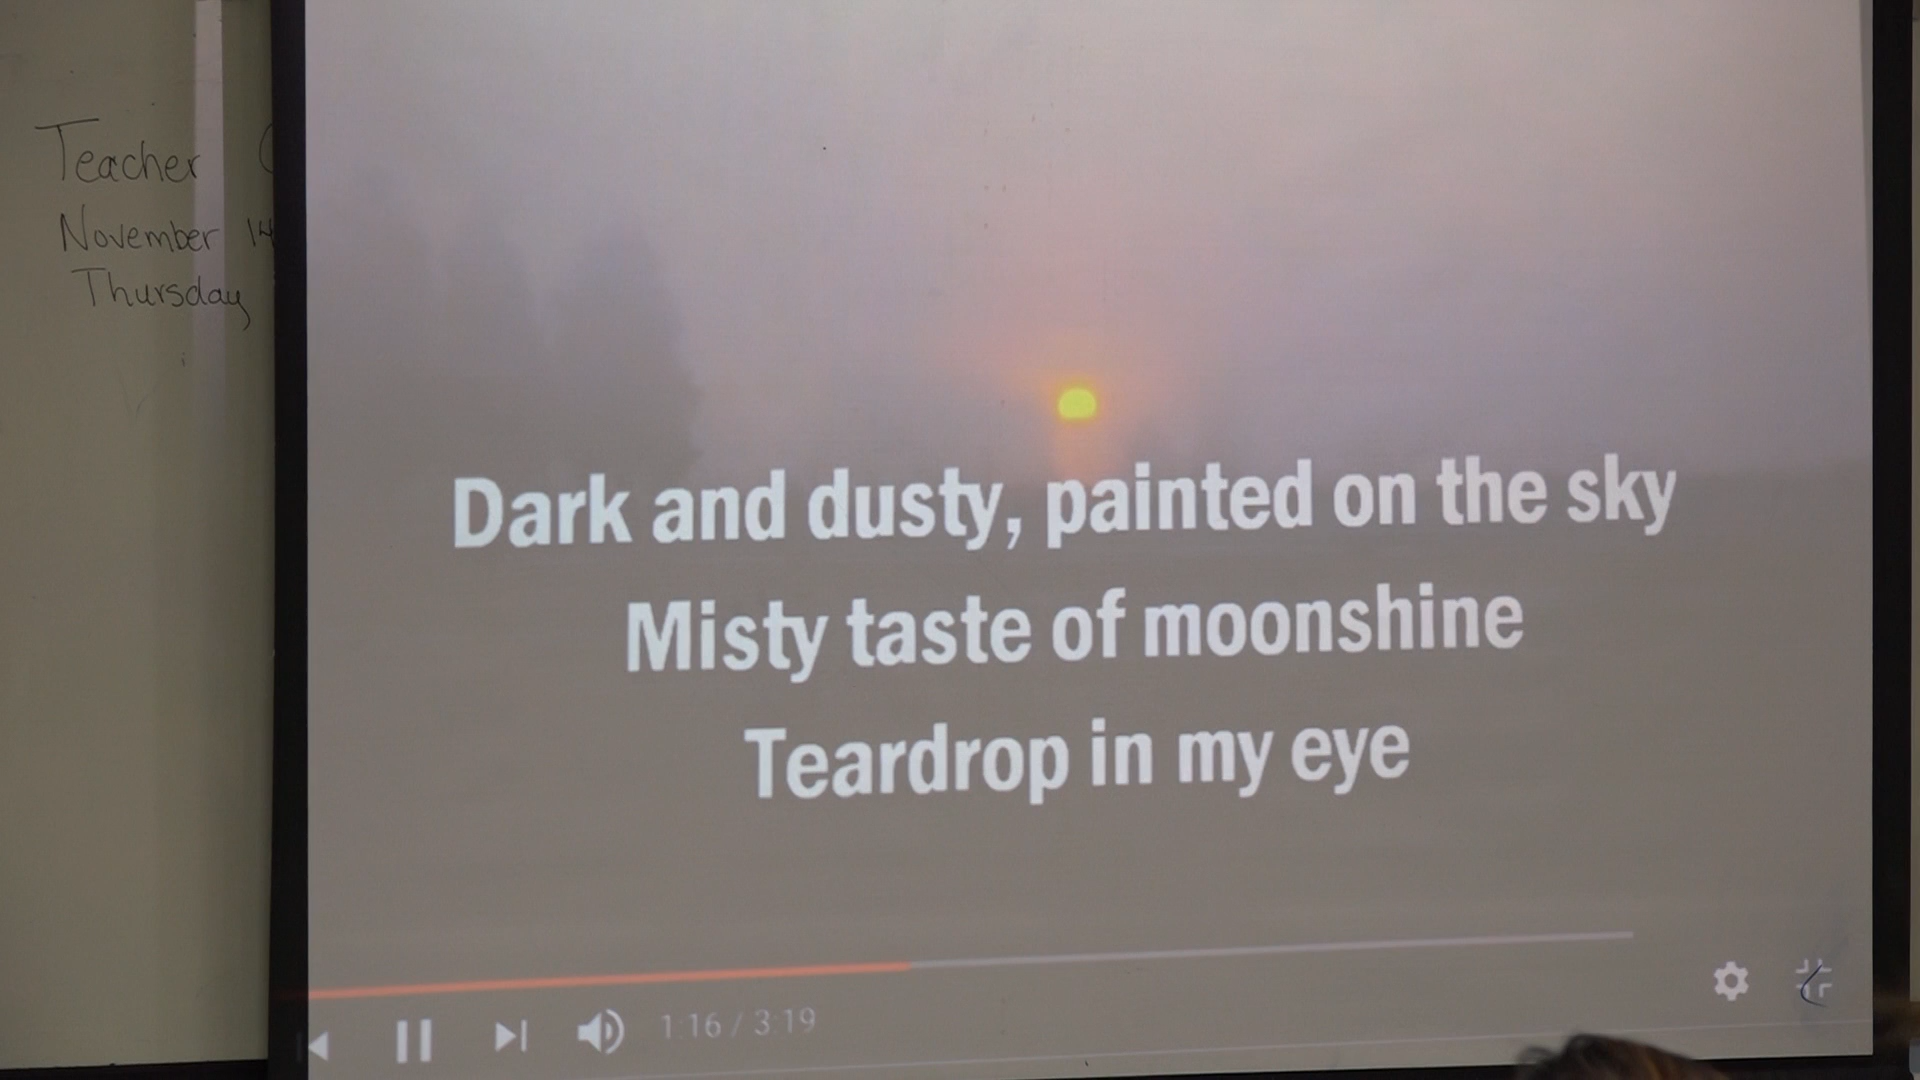 Teacher
November 14
Thursday
Dark and dusty, painted on the sky
Misty taste of moonshine
Teardrop in my eye
1:16 / 3:19